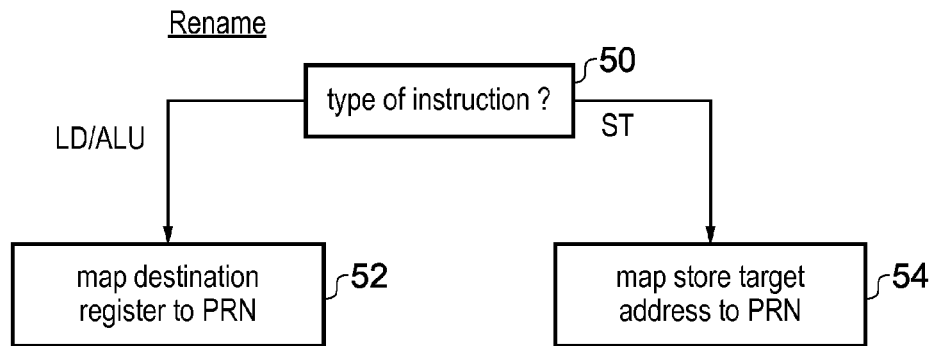 Rename
50
type of instruction ?
LD/ALU
ST
map destination
register to PRN
52
map store target
address to PRN
54